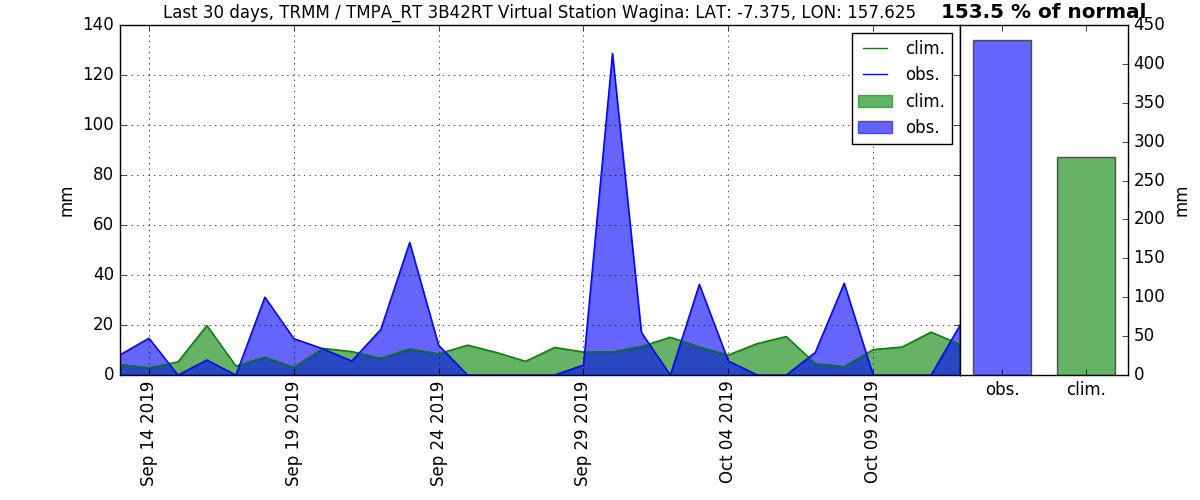 Last 30 days, TRMM / TMPA_RT 3B42RT Virtual Station Wagina: LAT: -7.375, LON: 157.625
153.5 % of normal
140
120
100
80
60
40
20
0
mm
clim.
obs.
clim.
obs.
450
400
350
300
250
200
150
100
50
0
mm
Sep 14 2019
Sep 19 2019
Sep 24 2019
Sep 29 2019
Oct 04 2019
Oct 09 2019
obs.
clim.